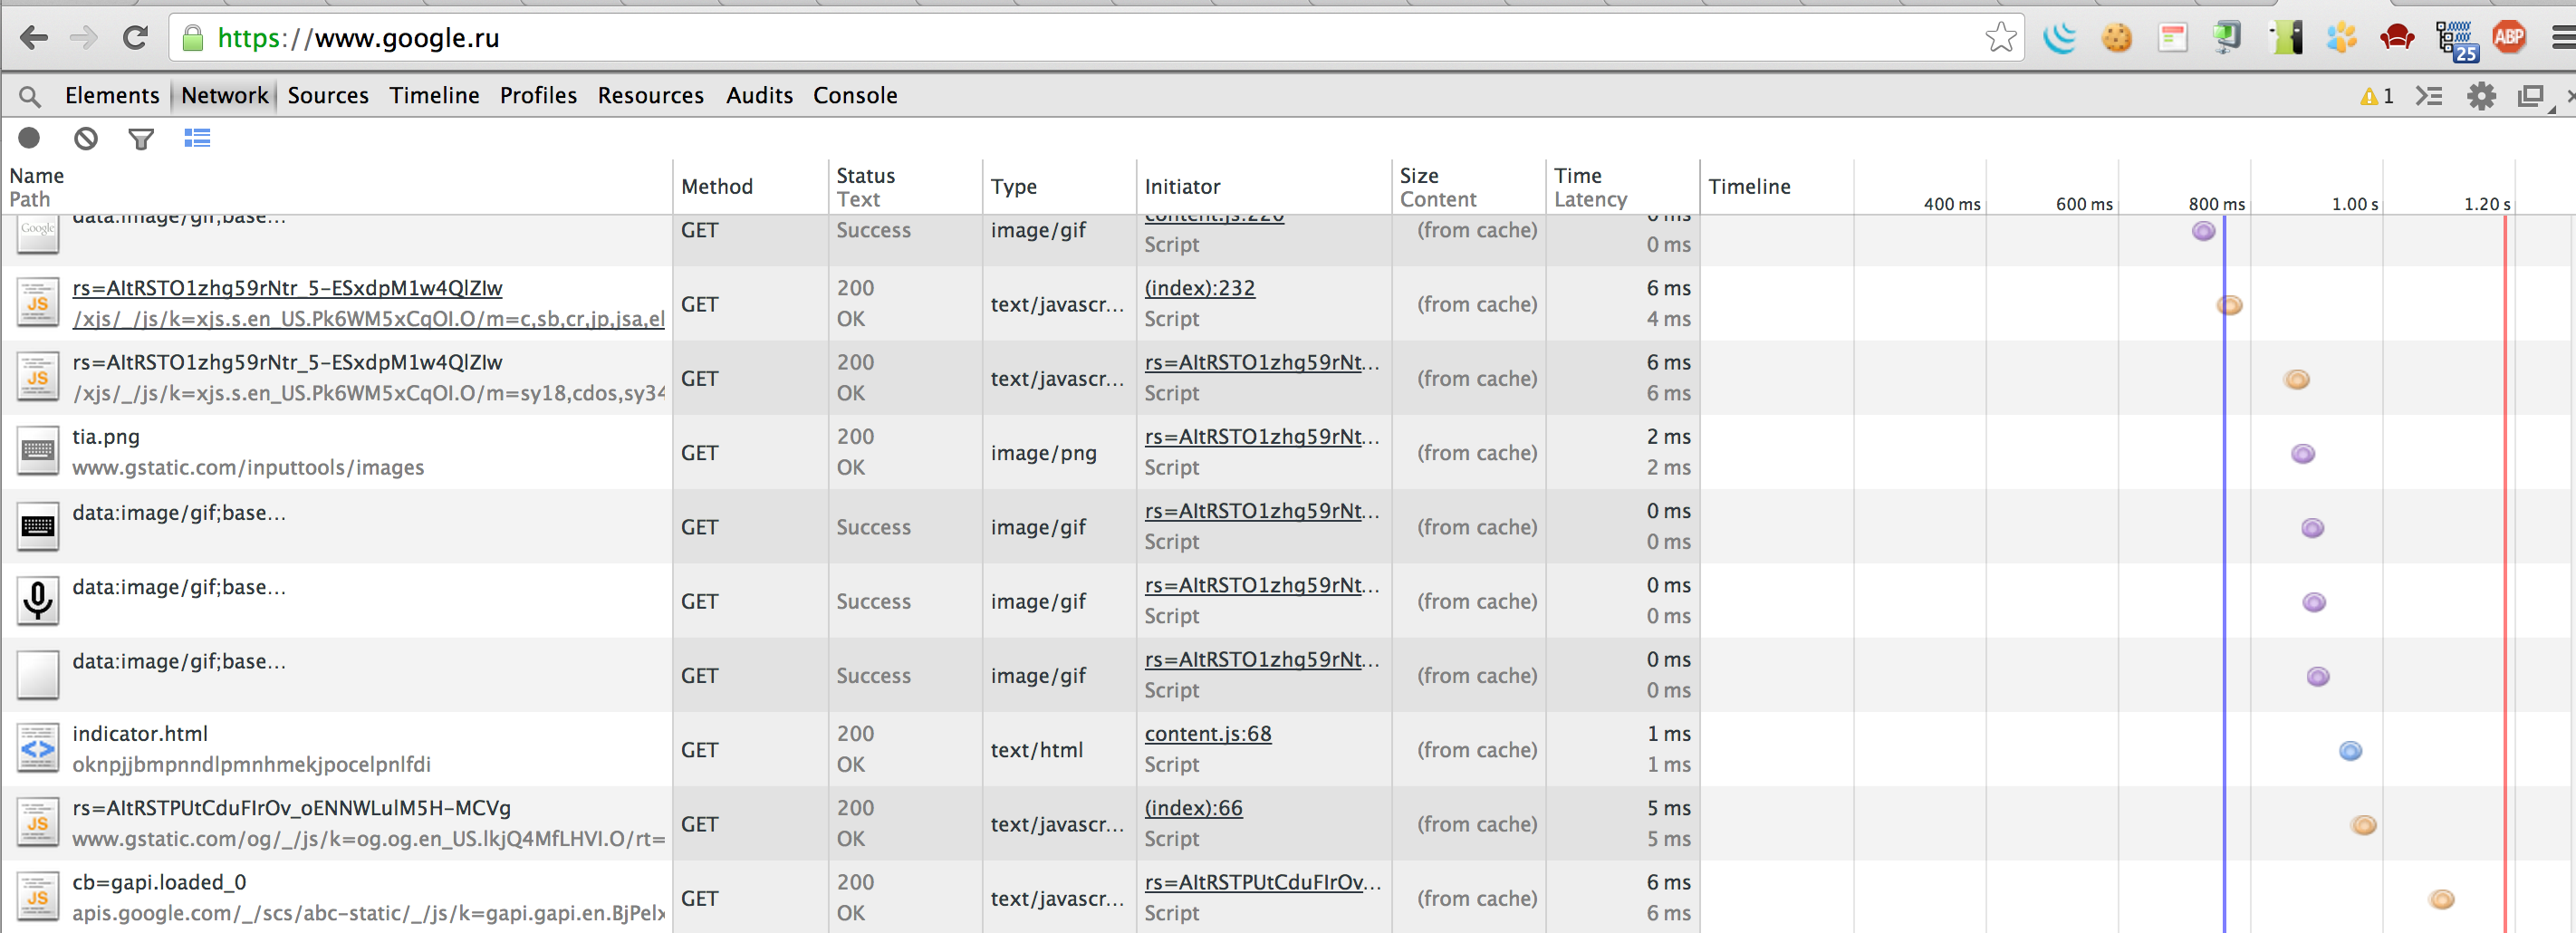 https://www.google.ru
25
ABP
Elements Network Sources Timeline Profiles Resources Audits Console
1
Name
Path
Method
Status
Text
Type
Initiator
Size
Content
Time
Latency
Timeline
400 ms 600 ms 800 ms 1.00 s 1.20 s
Google
data:image/gif;base...
GET
Success
image/gif
content.js:220
Script
(from cache)
0 ms
0 ms
JS
rs=AItRSTO1zhg59rNtr_5-ESxdpM1w4QlZIw
/xjs/_/js/k=xjs.s.en_US.Pk6WM5xCqOI.O/m=c,sb,cr,jp,jsa,el
GET
200
OK
text/javascr...
(index):232
Script
(from cache)
6 ms
4 ms
JS
rs=AItRSTO1zhg59rNtr_5-ESxdpM1w4QlZIw
/xjs/_/js/k=xjs.s.en_US.Pk6WM5xCqOI.O/m=sy18,cdos,sy34
GET
200
OK
text/javascr...
rs=AItRSTO1zhg59rNt...
Script
(from cache)
6 ms
6 ms
tia.png
www.gstatic.com/inputtools/images
GET
200
OK
image/png
rs=AItRSTO1zhg59rNt...
Script
(from cache)
2 ms
2 ms
data:image/gif;base...
GET
Success
image/gif
rs=AItRSTO1zhg59rNt...
Script
(from cache)
0 ms
0 ms
data:image/gif;base...
GET
Success
image/gif
rs=AItRSTO1zhg59rNt...
Script
(from cache)
0 ms
0 ms
data:image/gif;base...
GET
Success
image/gif
rs=AItRSTO1zhg59rNt...
Script
(from cache)
0 ms
0 ms
indicator.html
oknpjjbmpnndlpmnhmekjpocelpnlfdi
GET
200
OK
text/html
content.js:68
Script
(from cache)
1 ms
1 ms
JS
rs=AItRSTPUtCduFIrOv_oENNWLulM5H-MCVg
www.gstatic.com/og/_/js/k=og.og.en_US.lkjQ4MfLHVI.O/rt=
GET
200
OK
text/javascr...
(index):66
Script
(from cache)
5 ms
5 ms
JS
cb=gapi.loaded_0
apis.google.com/_/scs/abc-static/_/js/k=gapi.gapi.en.BjPelx
GET
200
OK
text/javascr...
rs=AItRSTPUtCduFIrOv...
Script
(from cache)
6 ms
6 ms